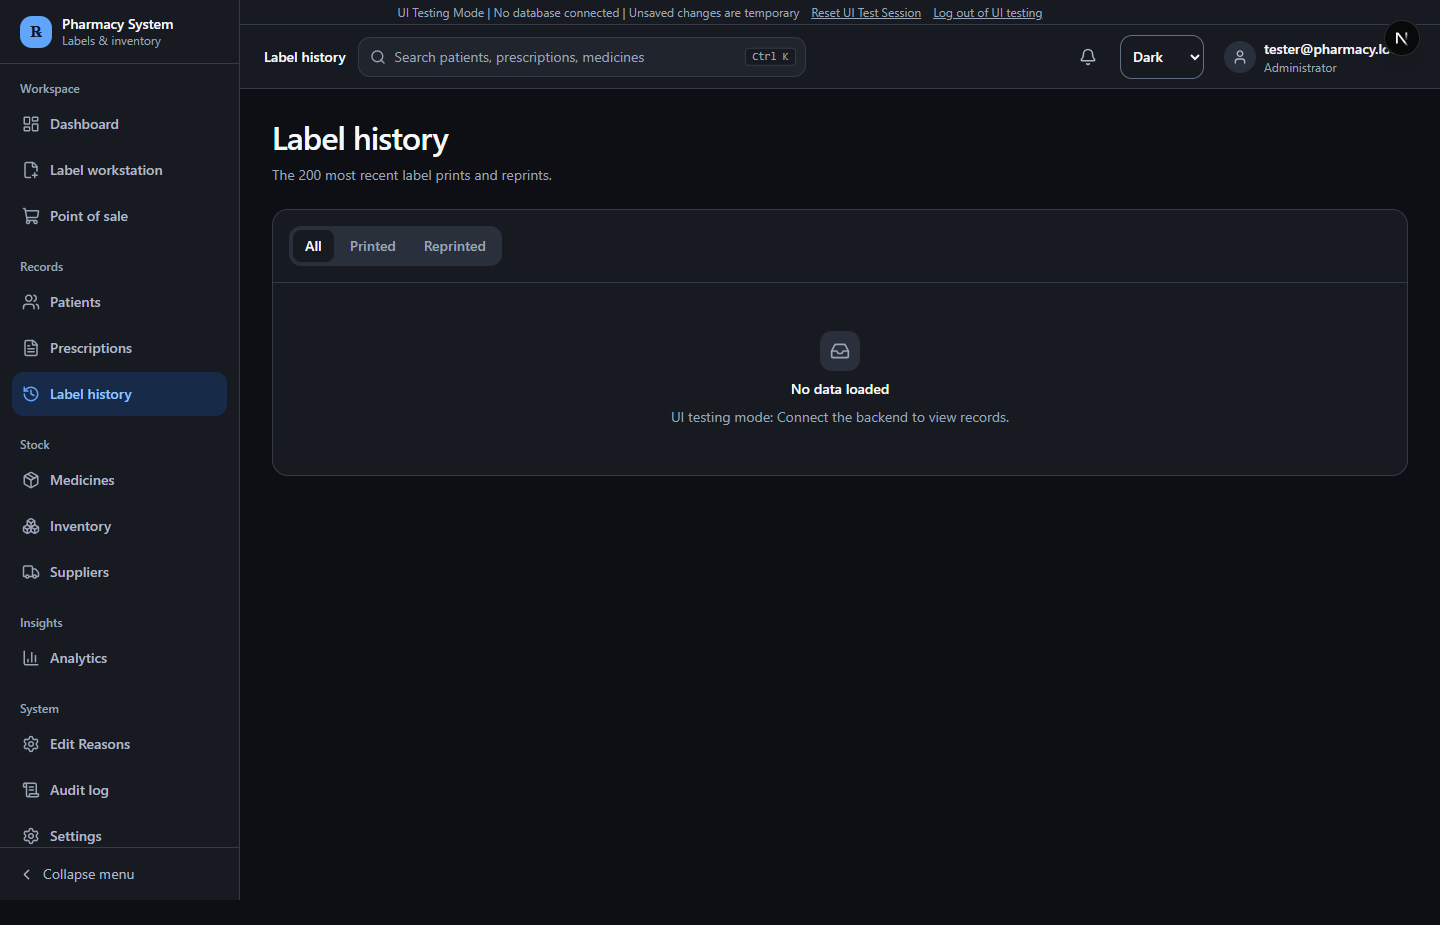 UI Testing Mode | No database connected | Unsaved changes are temporary Reset UI Test Session Log out of UI testing
Pharmacy System
Labels & inventory
Label history
Search patients, prescriptions, medicines
Ctrl K
Dark
tester@pharmacy.lo
Administrator
N
Workspace
Dashboard
Label workstation
Point of sale
Records
Patients
Prescriptions
Label history
Stock
Medicines
Inventory
Suppliers
Insights
Analytics
System
Edit Reasons
Audit log
Settings
Collapse menu
Label history
The 200 most recent label prints and reprints.
All Printed Reprinted
No data loaded
UI testing mode: Connect the backend to view records.